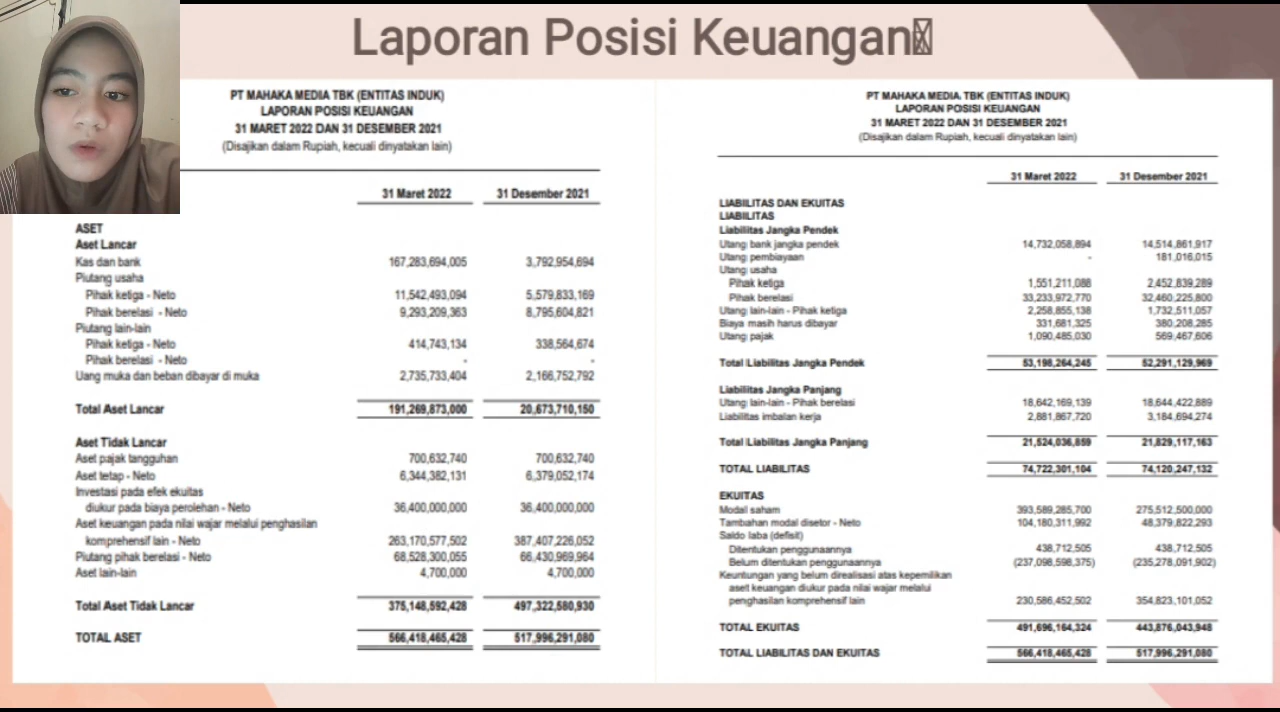 Laporan Posisi Keuangan
PT MAHAKA MEDIA TBK (ENTITAS INDUK)
LAPORAN POSISI KEUANGAN
31 MARET 2022 DAN 31 DESEMBER 2021
(Disajikan dalam Rupiah, kecuali dinyatakan lain)
31 Maret 2022 31 Desember 2021
ASET
Aset Lancar
Kas dan bank 167,283,694,005 3,792,954,694
Piutang usaha
Pihak ketiga - Neto 11,542,493,094 5,579,833,169
Pihak berelasi - Neto 9,293,209,363 8,795,604,821
Piutang lain-lain
Pihak ketiga - Neto 414,743,134 338,564,674
Pihak berelasi - Neto - -
Uang muka dan beban dibayar di muka 2,735,733,404 2,166,752,792
Total Aset Lancar 191,269,873,000 20,673,710,150
Aset Tidak Lancar
Aset pajak tangguhan 700,632,740 700,632,740
Aset tetap - Neto 6,344,382,131 6,379,052,174
Investasi pada efek ekuitas
diukur pada biaya perolehan - Neto 36,400,000,000 36,400,000,000
Aset keuangan pada nilai wajar melalui penghasilan
komprehensif lain - Neto 263,170,577,502 387,407,226,052
Piutang pihak berelasi - Neto 68,528,300,055 66,430,969,964
Aset lain-lain 4,700,000 4,700,000
Total Aset Tidak Lancar 375,148,592,428 497,322,580,930
TOTAL ASET 566,418,465,428 517,996,291,080
PT MAHAKA MEDIA TBK (ENTITAS INDUK)
LAPORAN POSISI KEUANGAN
31 MARET 2022 DAN 31 DESEMBER 2021
(Disajikan dalam Rupiah, kecuali dinyatakan lain)
31 Maret 2022 31 Desember 2021
LIABILITAS DAN EKUITAS
LIABILITAS
Liabilitas Jangka Pendek
Utang bank jangka pendek 14,732,058,894 14,514,861,917
Utang pembiayaan - 181,016,015
Utang usaha
Pihak ketiga 1,551,211,088 2,452,839,289
Pihak berelasi 33,233,972,770 32,460,225,800
Utang lain-lain - Pihak ketiga 2,258,855,138 1,732,511,057
Biaya masih harus dibayar 331,681,325 380,208,285
Utang pajak 1,090,485,030 569,467,606
Total Liabilitas Jangka Pendek 53,198,264,245 52,291,129,969
Liabilitas Jangka Panjang
Utang lain-lain - Pihak berelasi 18,642,169,139 18,644,422,889
Liabilitas imbalan kerja 2,881,867,720 3,184,694,274
Total Liabilitas Jangka Panjang 21,524,036,859 21,829,117,163
TOTAL LIABILITAS 74,722,301,104 74,120,247,132
EKUITAS
Modal saham 393,589,285,700 275,512,500,000
Tambahan modal disetor - Neto 104,180,311,992 48,379,822,293
Saldo laba (defisit)
Ditentukan penggunaannya 438,712,505 438,712,505
Belum ditentukan penggunaannya (237,098,598,375) (235,278,091,902)
Keuntungan yang belum direalisasi atas kepemilikan
aset keuangan diukur pada nilai wajar melalui
penghasilan komprehensif lain 230,586,452,502 354,823,101,052
TOTAL EKUITAS 491,696,164,324 443,876,043,948
TOTAL LIABILITAS DAN EKUITAS 566,418,465,428 517,996,291,080